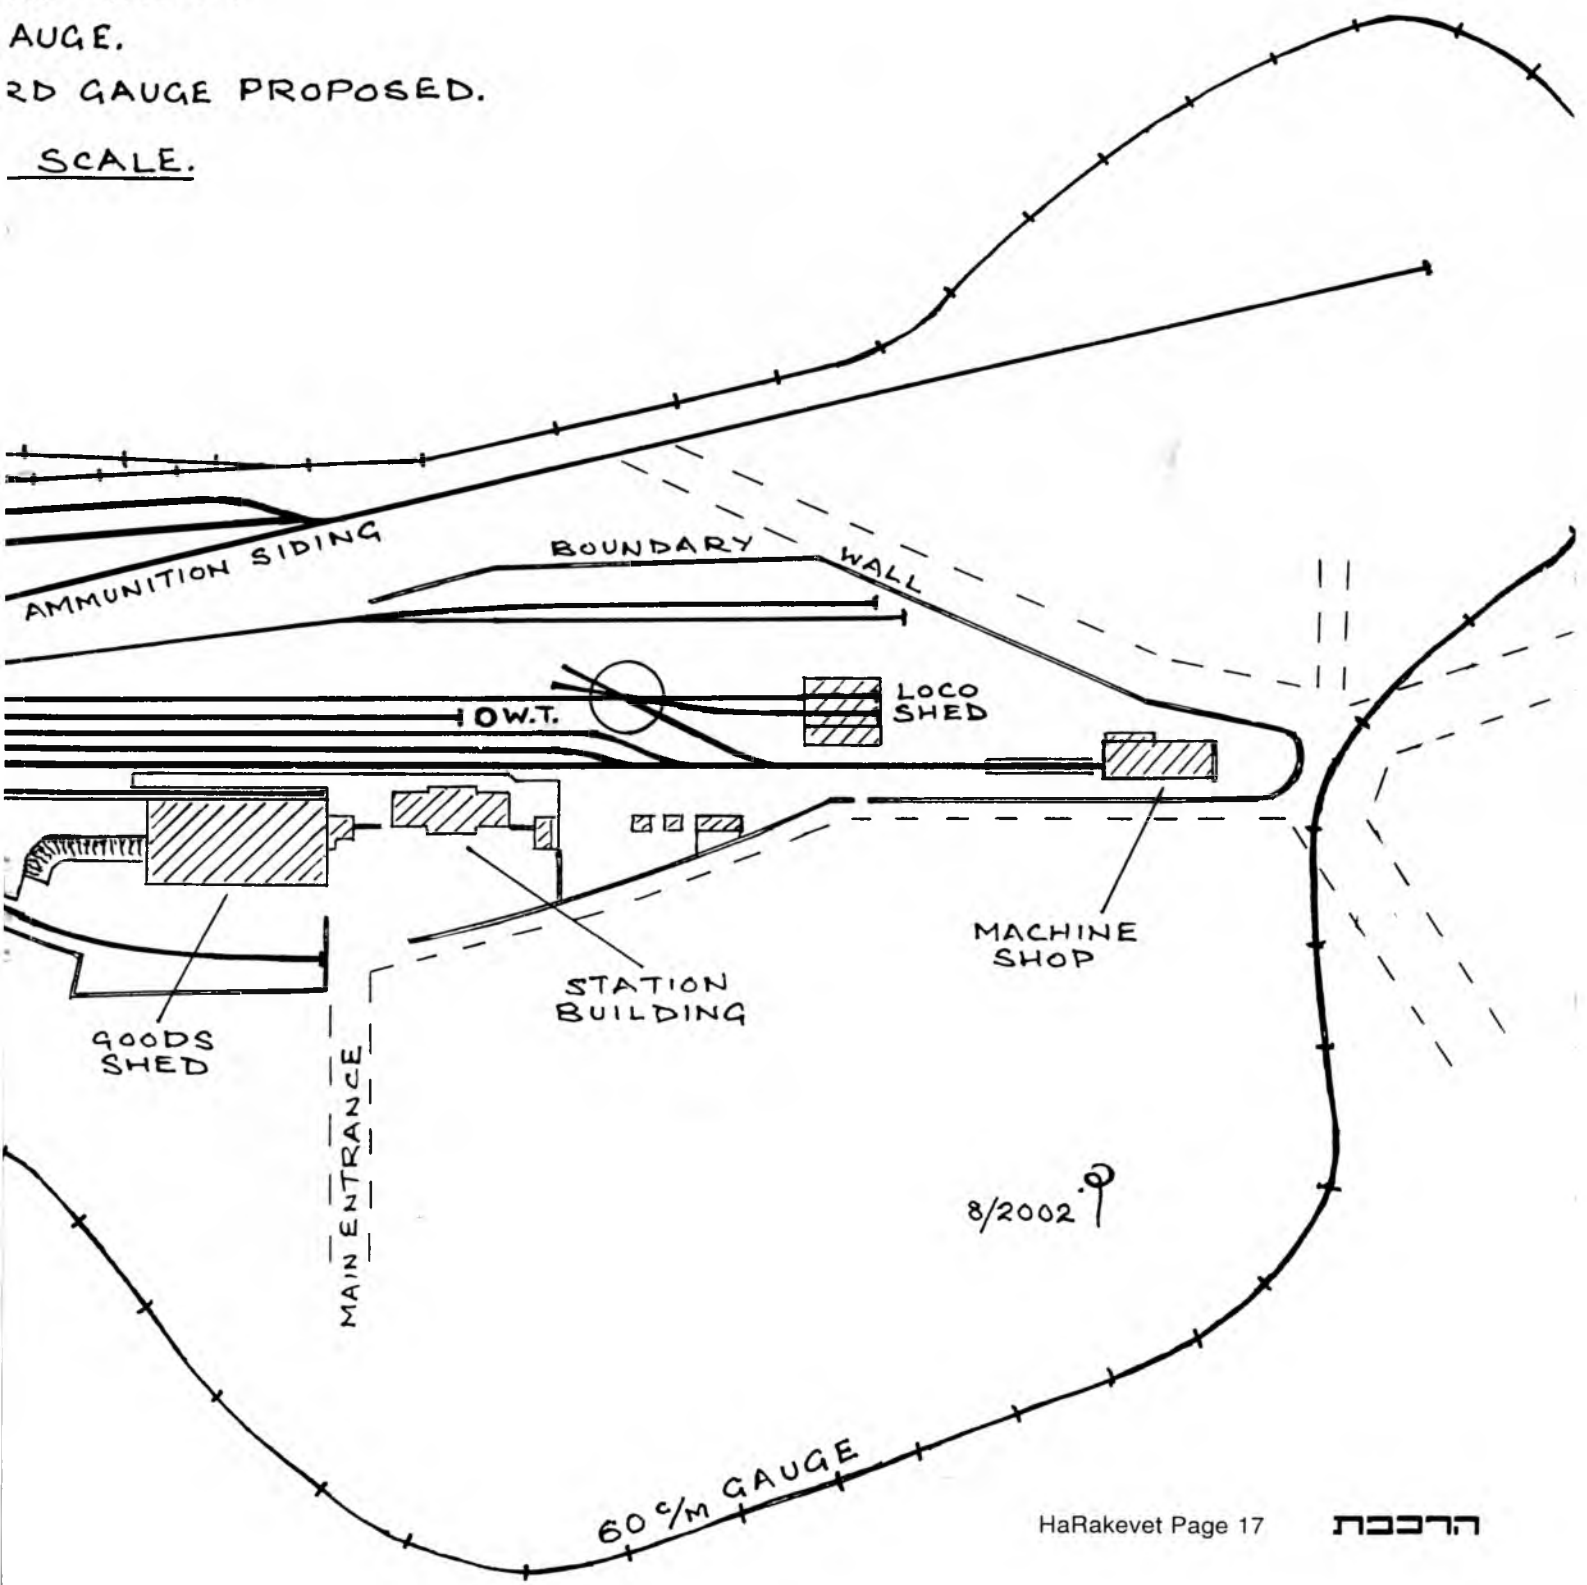 AUGE.
RD GAUGE PROPOSED.
SCALE.
AMMUNITION SIDING
BOUNDARY WALL
LOCO
SHED
W.T.
MACHINE
SHOP
STATION
BUILDING
GOODS
SHED
MAIN ENTRANCE
8/2002
60 C/M GAUGE
HaRakevet Page 17
הרכבת